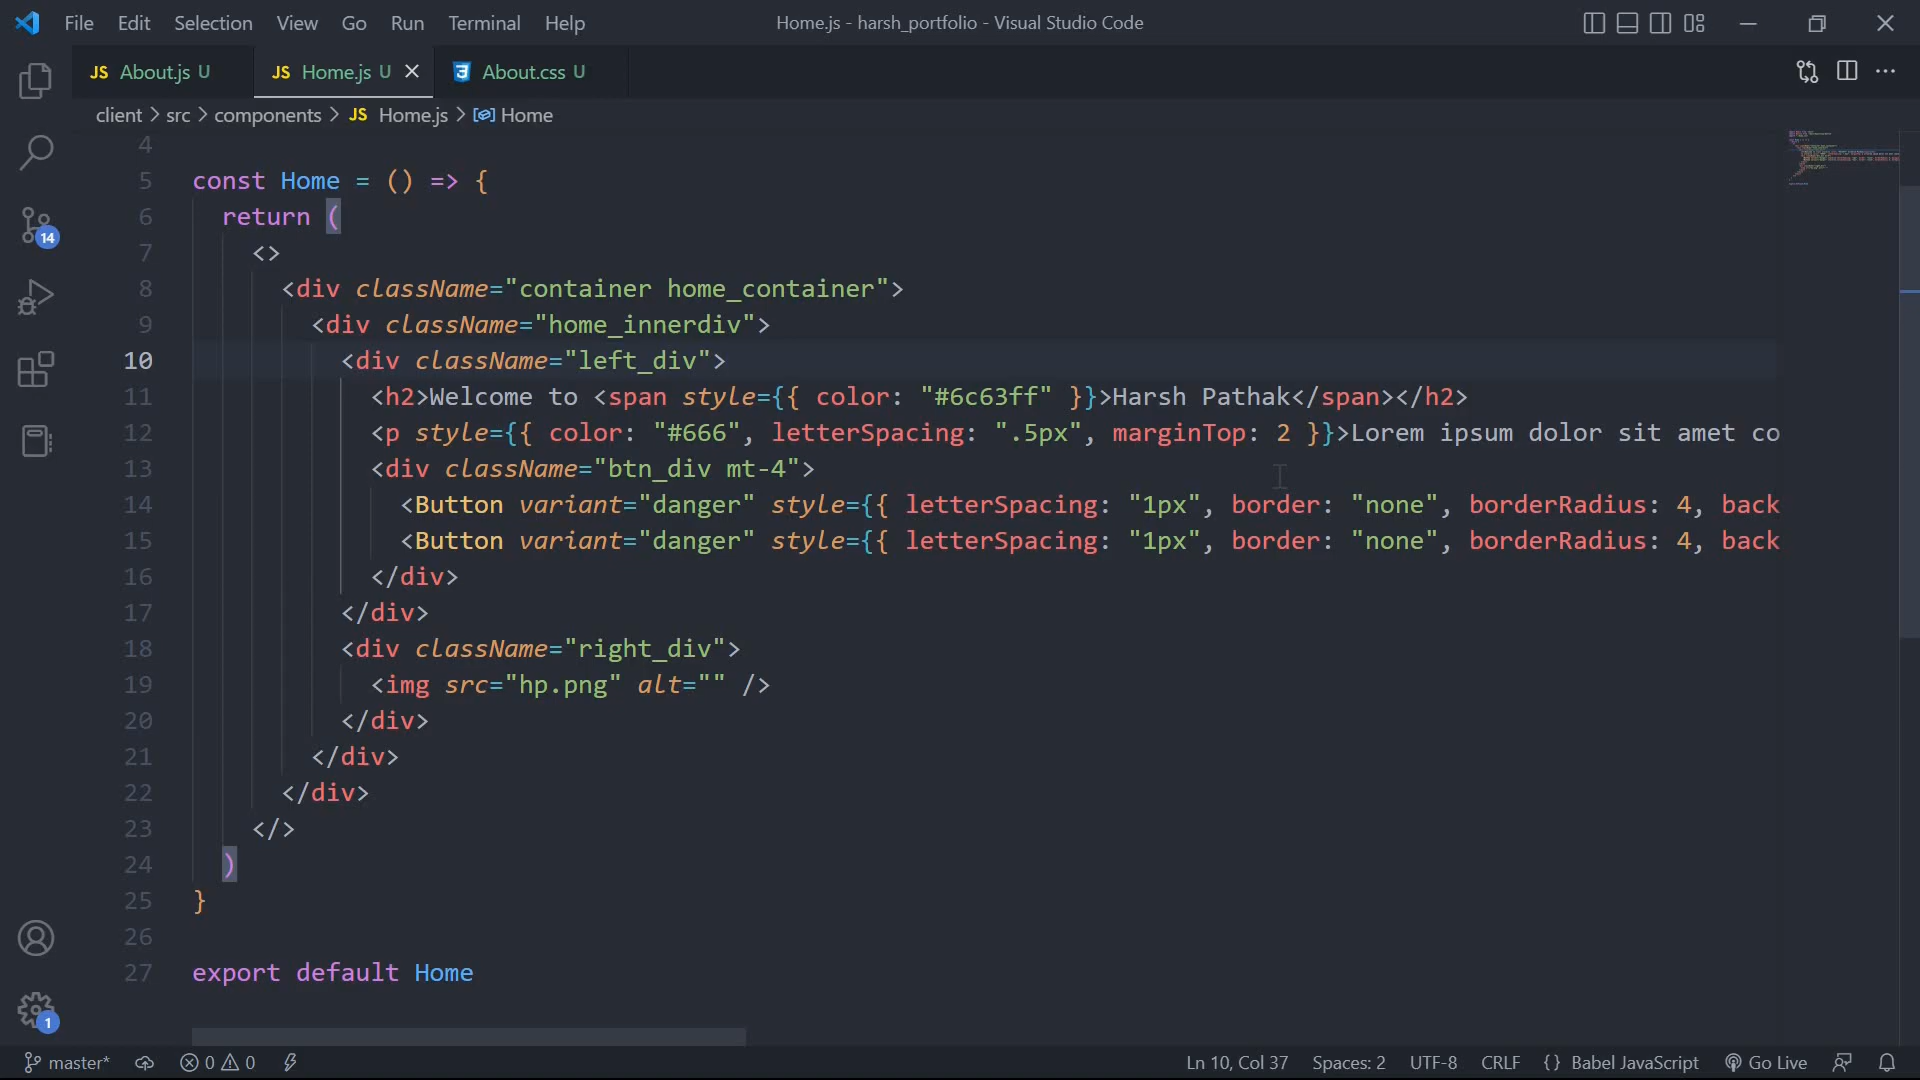 File Edit Selection View Go Run Terminal Help Home.js - harsh_portfolio - Visual Studio Code
JS About.js U JS Home.js U About.css U
client > src > components > JS Home.js > Home
4
5 const Home = () => {
6 return (
7 <>
8 <div className="container home_container">
9 <div className="home_innerdiv">
10 <div className="left_div">
11 <h2>Welcome to <span style={{ color: "#6c63ff" }}>Harsh Pathak</span></h2>
12 <p style={{ color: "#666", letterSpacing: ".5px", marginTop: 2 }}>Lorem ipsum dolor sit amet co
13 <div className="btn_div mt-4">
14 <Button variant="danger" style={{ letterSpacing: "1px", border: "none", borderRadius: 4, back
15 <Button variant="danger" style={{ letterSpacing: "1px", border: "none", borderRadius: 4, back
16 </div>
17 </div>
18 <div className="right_div">
19 <img src="hp.png" alt="" />
20 </div>
21 </div>
22 </div>
23 </>
24 )
25 }
26
27 export default Home
14
1
master* 0 0 Ln 10, Col 37 Spaces: 2 UTF-8 CRLF {} Babel JavaScript Go Live